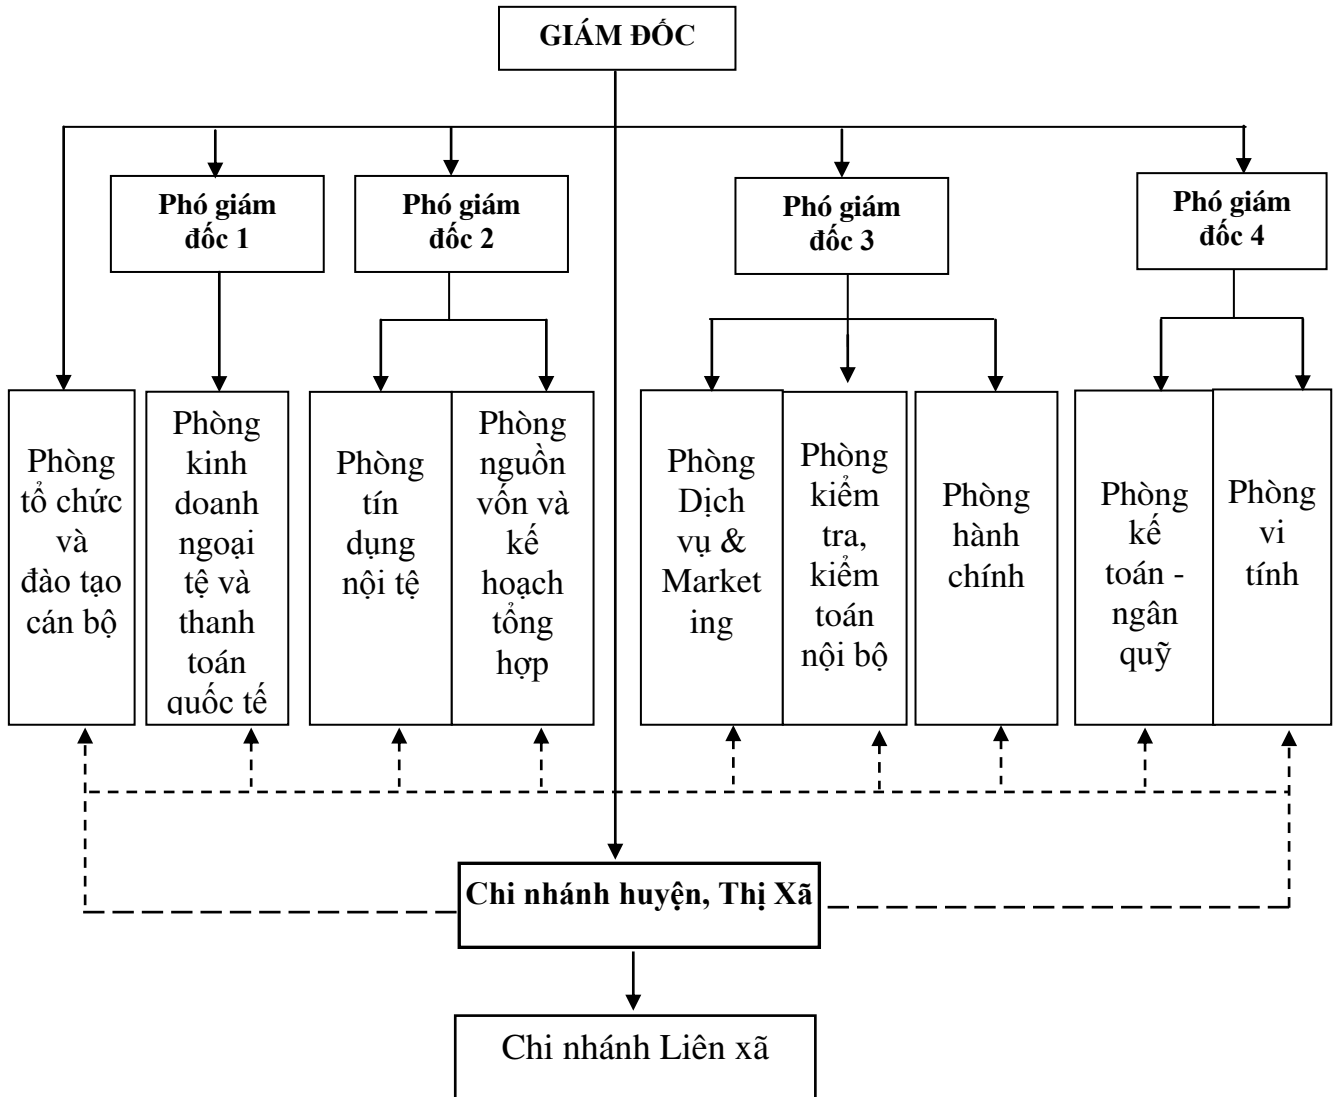 GIÁM ĐỐC
Phó giám
đốc 1
Phó giám
đốc 2
Phó giám
đốc 3
Phó giám
đốc 4
Phòng
tổ chức
và
đào tạo
cán bộ
Phòng
kinh
doanh
ngoại
tệ và
thanh
toán
quốc tế
Phòng
tín
dụng
nội tệ
Phòng
nguồn
vốn và
kế
hoạch
tổng
hợp
Phòng
Dịch
vụ &
Market
ing
Phòng
kiểm
tra,
kiểm
toán
nội bộ
Phòng
hành
chính
Phòng
kế
toán -
ngân
quỹ
Phòng
vi
tính
Chi nhánh huyện, Thị Xã
Chi nhánh Liên xã